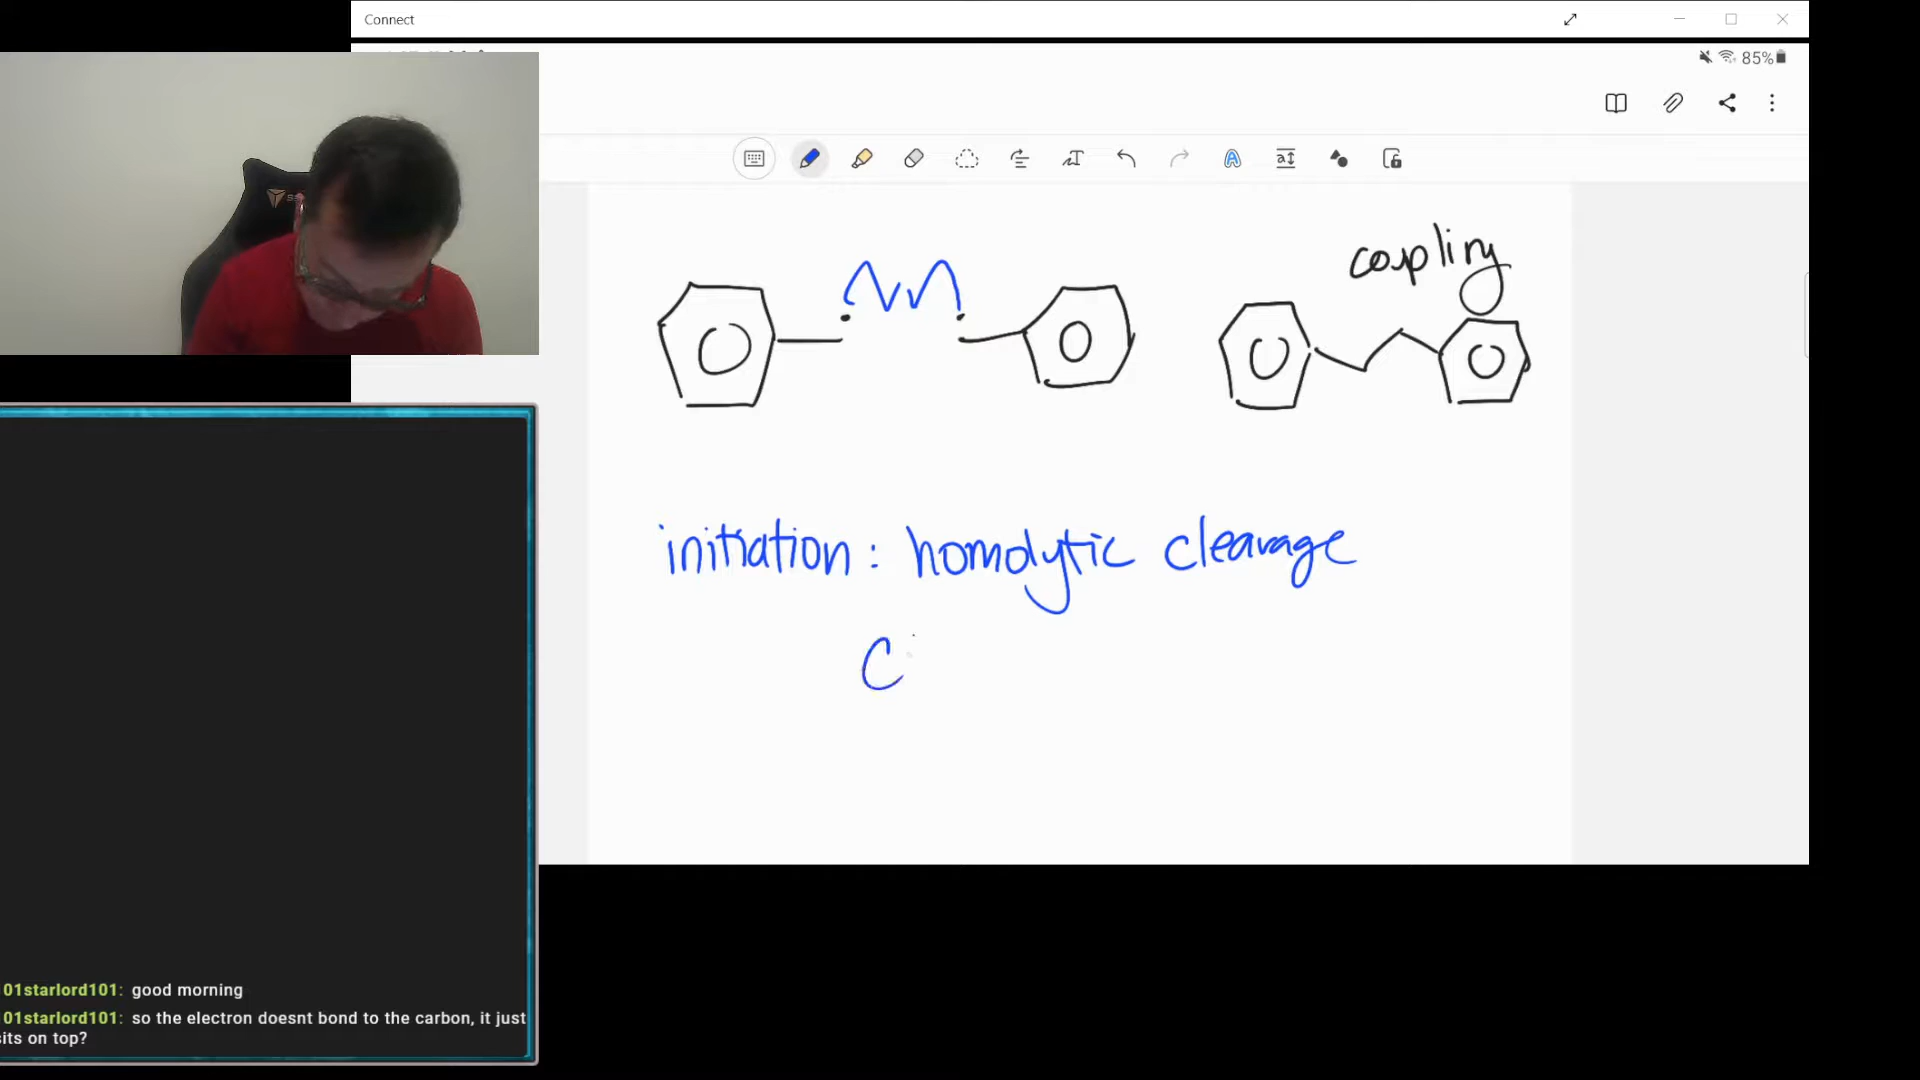 Connect
85%
coupling
initiation: homolytic cleavage
C
01starlord101: good morning
01starlord101: so the electron doesnt bond to the carbon, it just
sits on top?